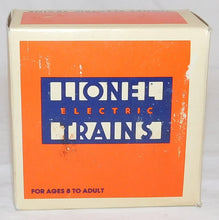 LIONEL
ELECTRIC
TRAINS
FOR AGES 8 TO ADULT